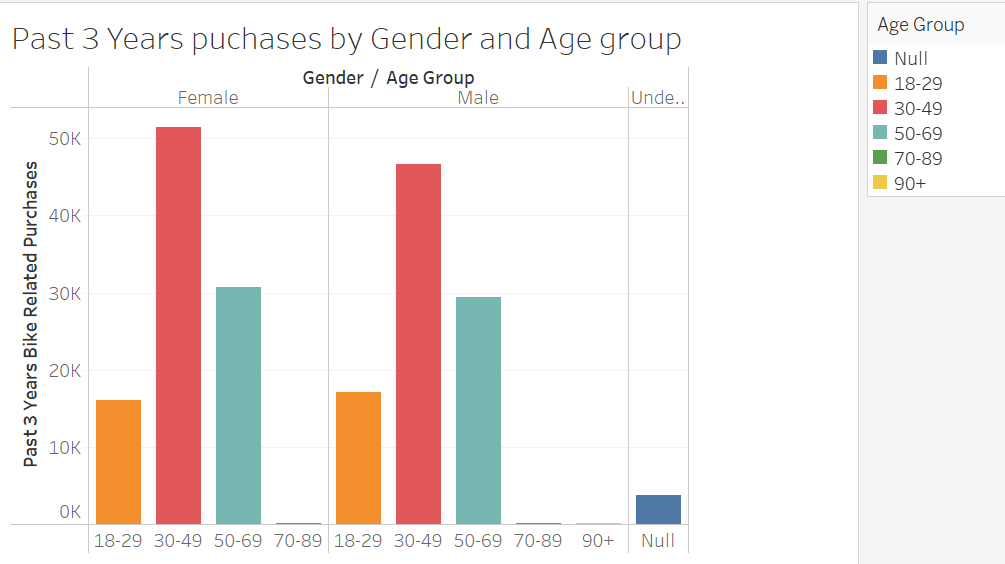 Past 3 Years puchases by Gender and Age group
Gender / Age Group
Female Male Unde..
Past 3 Years Bike Related Purchases
50K
40K
30K
20K
10K
0K
18-29 30-49 50-69 70-89 18-29 30-49 50-69 70-89 90+ Null
Age Group
Null
18-29
30-49
50-69
70-89
90+